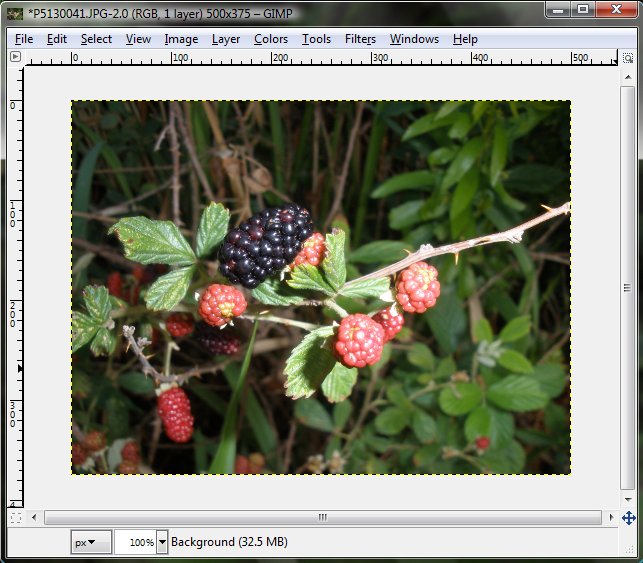 *P5130041.JPG-2.0 (RGB, 1 layer) 500x375 – GIMP
File Edit Select View Image Layer Colors Tools Filters Windows Help
0 100 200 300 400 500
0
100
200
300
4
px 100% Background (32.5 MB)